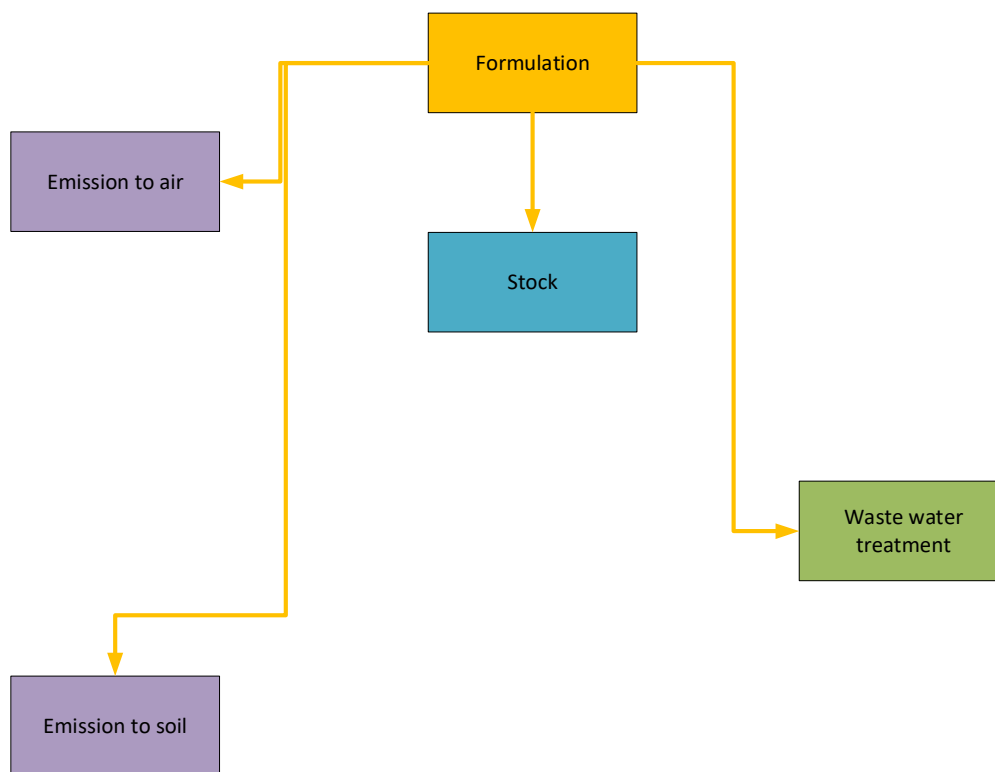 Formulation
Emission to air
Stock
Waste water
treatment
Emission to soil